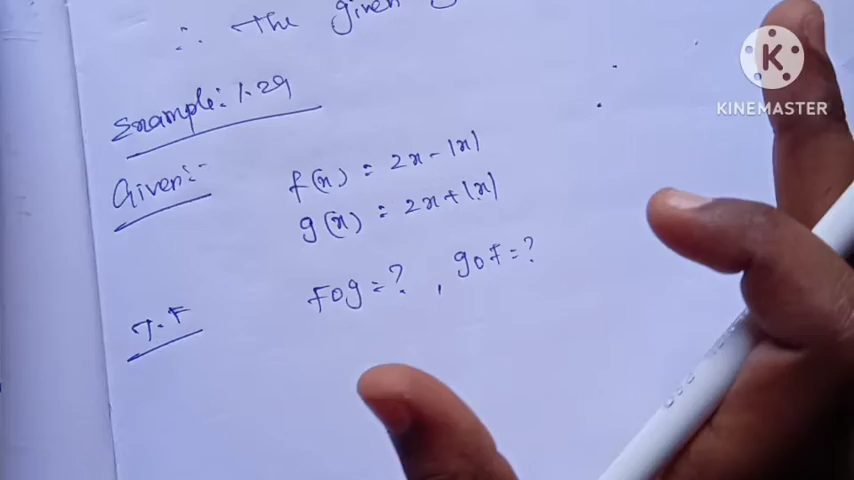 ∴ The given
Example: 1.29
Given:-
f(x) = 2x - |x|
g(x) = 2x + |x|
T.F
fog = ? , gof = ?
K
KINEMASTER